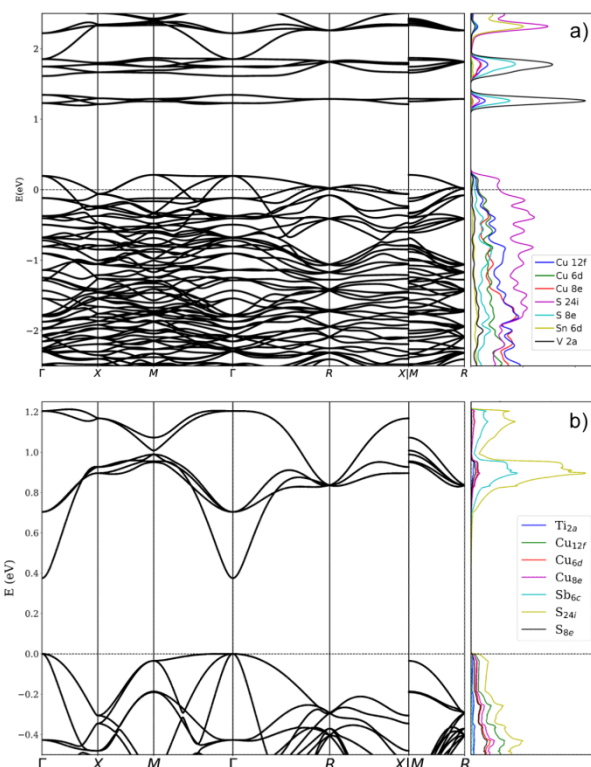 a)
2
1
0
−1
−2
E(eV)
Γ X M Γ R X|M R
Cu 12f
Cu 6d
Cu 8e
S 24i
S 8e
Sn 6d
V 2a
b)
1.2
1.0
0.8
0.6
0.4
0.2
0.0
−0.2
−0.4
E (eV)
Γ X M Γ R X|M R
Ti2a
Cu12f
Cu6d
Cu8e
Sb6c
S24i
S8e